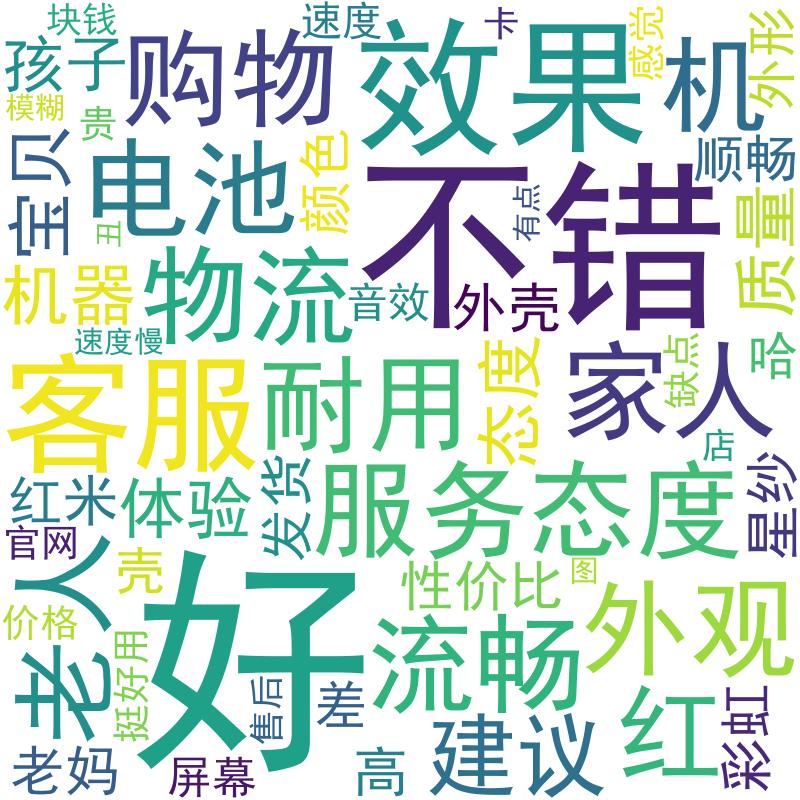 块钱
速度
卡
感觉
外形
孩子
购物
效果
机
模糊
贵
宝贝
电池
颜色
顺畅
丑
不错
有点
质量
机器
物流
音效
外壳
速度慢
哈
客服
耐用
态度
家人
缺点
店
红米
体验
发货
服务态度
星纱
官网
老人
壳
好
性价比
图
价格
挺好用
流畅
外观
售后
差
红
彩虹
老妈
屏幕
高
建议